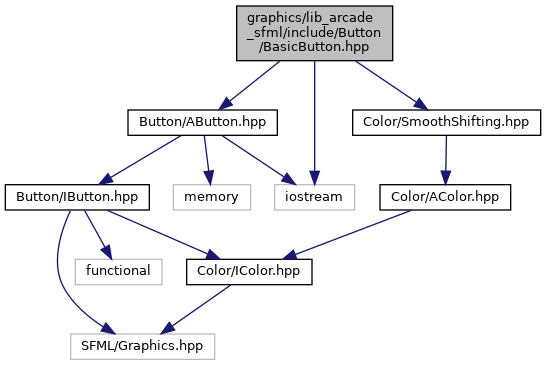 graphics/lib_arcade
_sfml/include/Button
/BasicButton.hpp
Button/AButton.hpp
Color/SmoothShifting.hpp
Button/IButton.hpp
memory
iostream
Color/AColor.hpp
functional
Color/IColor.hpp
SFML/Graphics.hpp